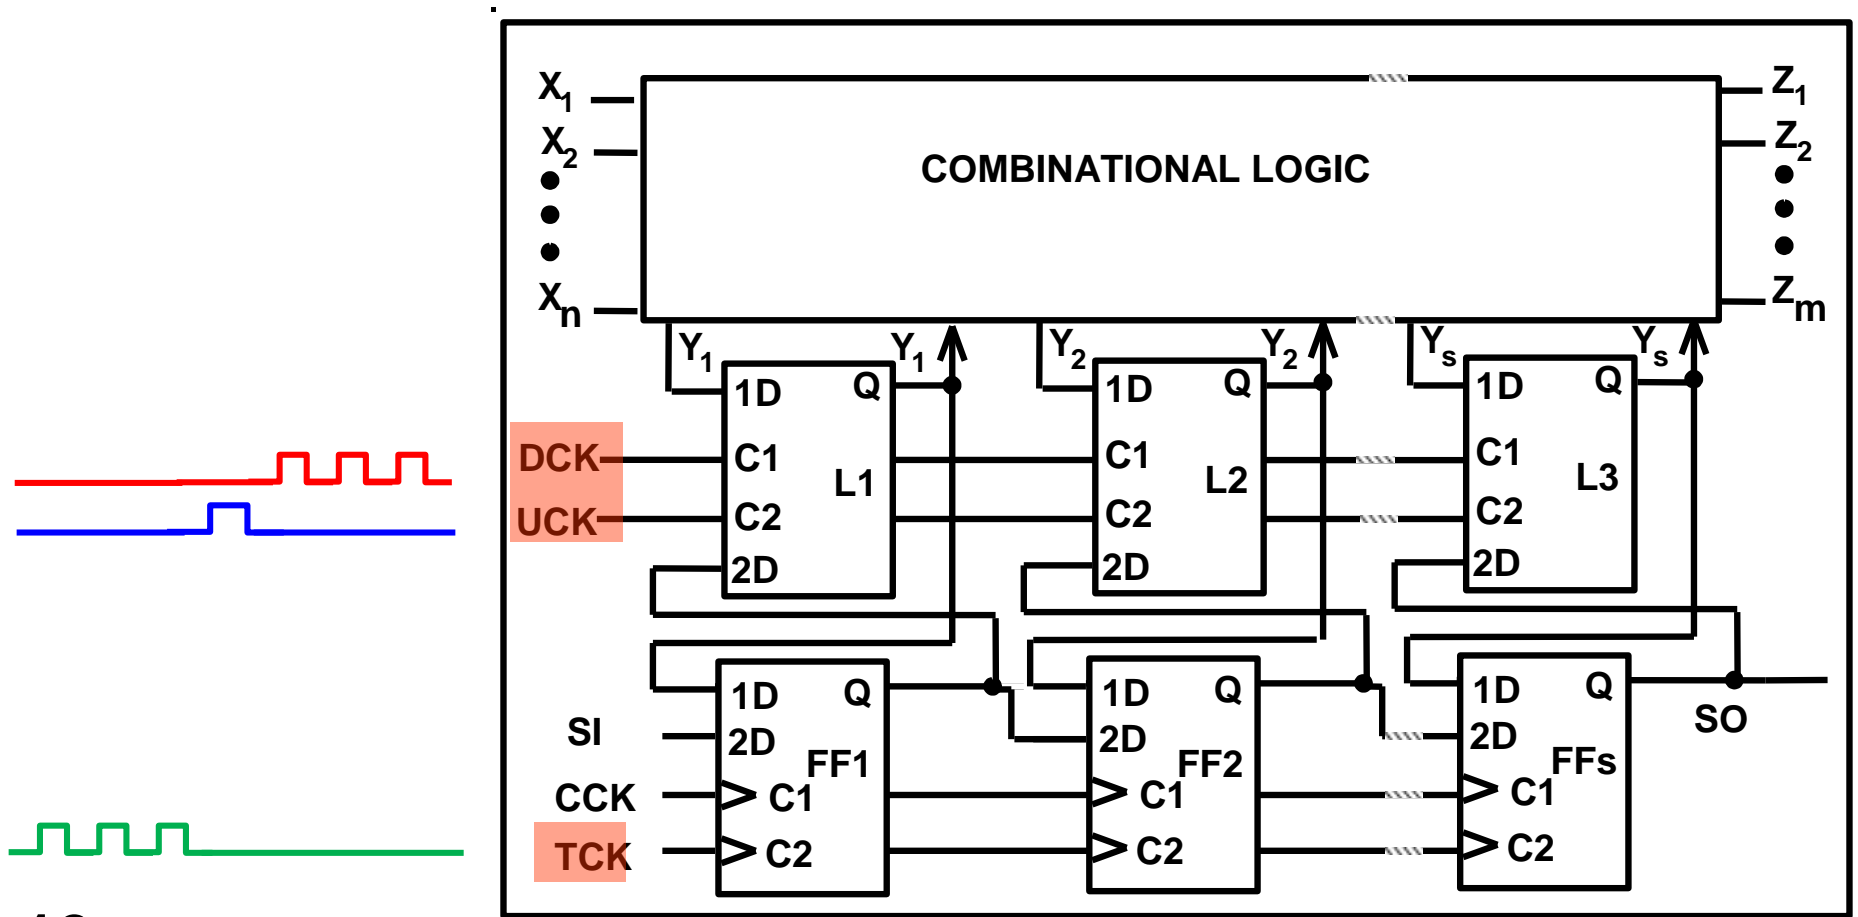 X1
Z1
X2
Z2
COMBINATIONAL LOGIC
Xn
Zm
Y1 Y1 Y2 Y2 Ys Ys
1D Q 1D Q 1D Q
DCK C1 L1 C1 L2 C1 L3
UCK C2 C2 C2
2D 2D 2D
1D Q 1D Q 1D Q
SI 2D FF1 2D FF2 2D FFs
SO
CCK C1 C1 C1
TCK C2 C2 C2